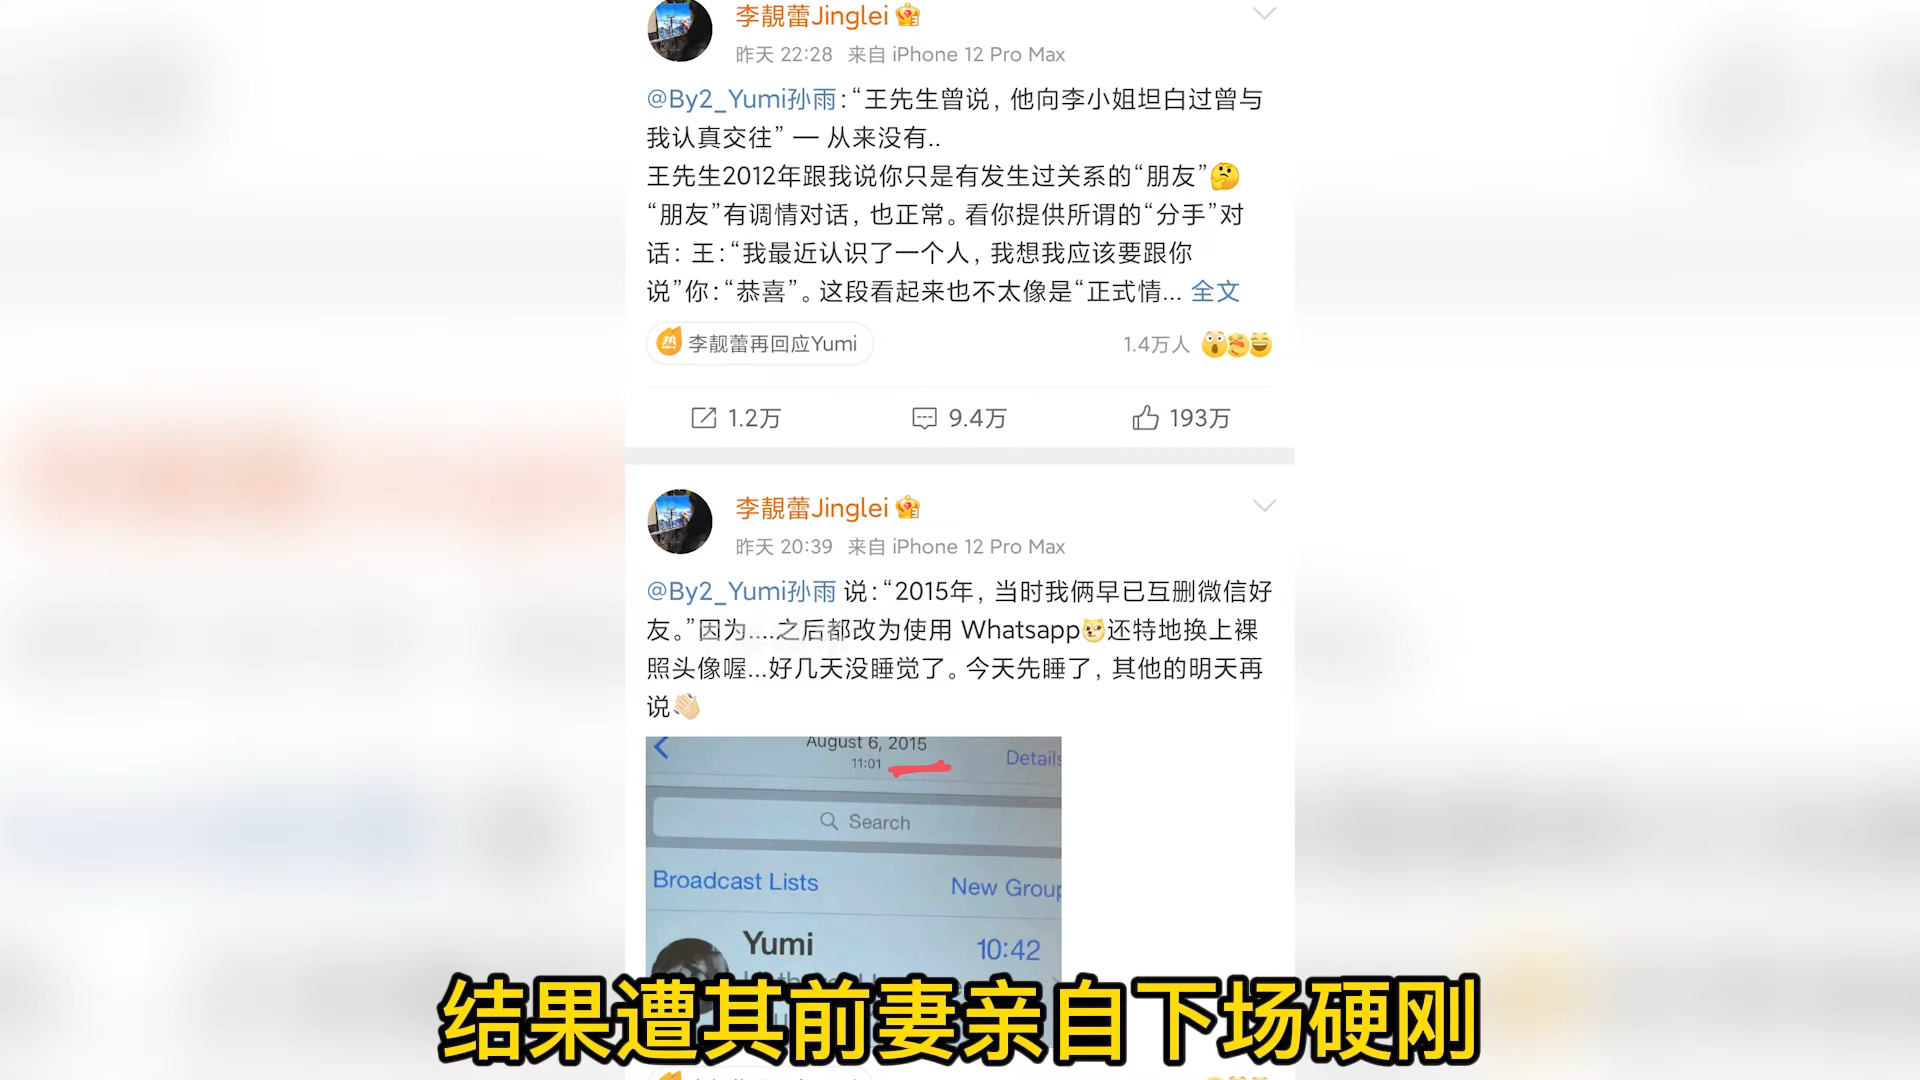 李靚蕾Jinglei
昨天 22:28 来自 iPhone 12 Pro Max
@By2_Yumi孙雨:“王先生曾说, 他向李小姐坦白过曾与
我认真交往” — 从来没有..
王先生2012年跟我说你只是有发生过关系的“朋友”🤔
“朋友”有调情对话, 也正常。看你提供所谓的“分手”对
话: 王:“我最近认识了一个人, 我想我应该要跟你
说”你:“恭喜”。这段看起来也不太像是“正式情... 全文
热 李靓蕾再回应Yumi 1.4万人
1.2万 9.4万 193万
李靚蕾Jinglei
昨天 20:39 来自 iPhone 12 Pro Max
@By2_Yumi孙雨 说:“2015年, 当时我俩早已互删微信好
友。”因为....之后都改为使用 Whatsapp还特地换上裸
照头像喔...好几天没睡觉了。今天先睡了, 其他的明天再
说👋🏻
August 6, 2015
11:01 Details
Search
Broadcast Lists New Group
Yumi 10:42
结果遭其前妻亲自下场硬刚